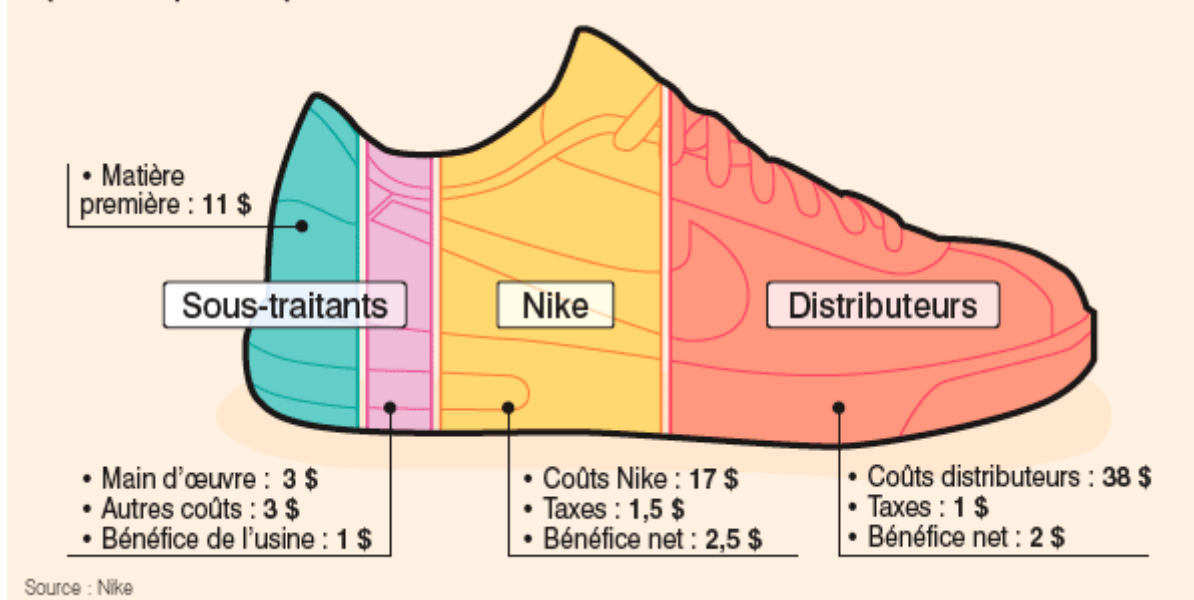 • Matière
première : 11 $
Sous-traitants
Nike
Distributeurs
• Main d'œuvre : 3 $
• Autres coûts : 3 $
• Bénéfice de l'usine : 1 $
• Coûts Nike : 17 $
• Taxes : 1,5 $
• Bénéfice net : 2,5 $
• Coûts distributeurs : 38 $
• Taxes : 1 $
• Bénéfice net : 2 $
Source : Nike